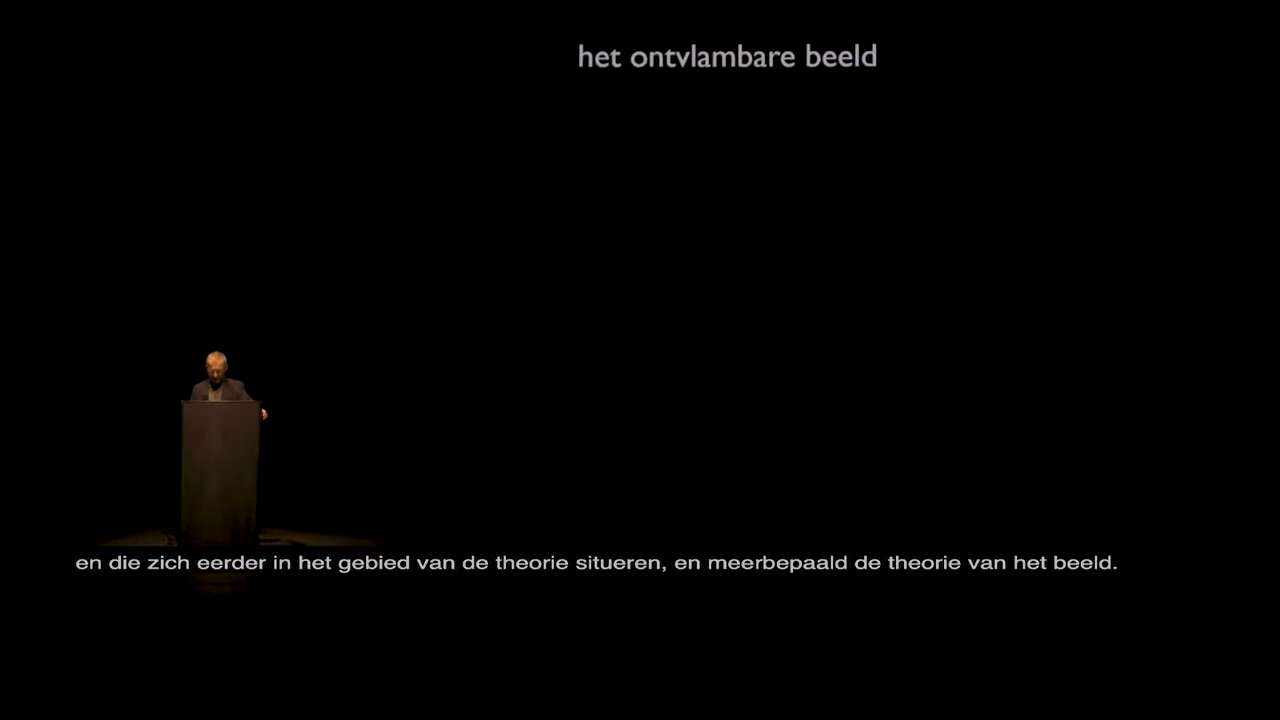 het ontvlambare beeld
en die zich eerder in het gebied van de theorie situeren, en meerbepaald de theorie van het beeld.